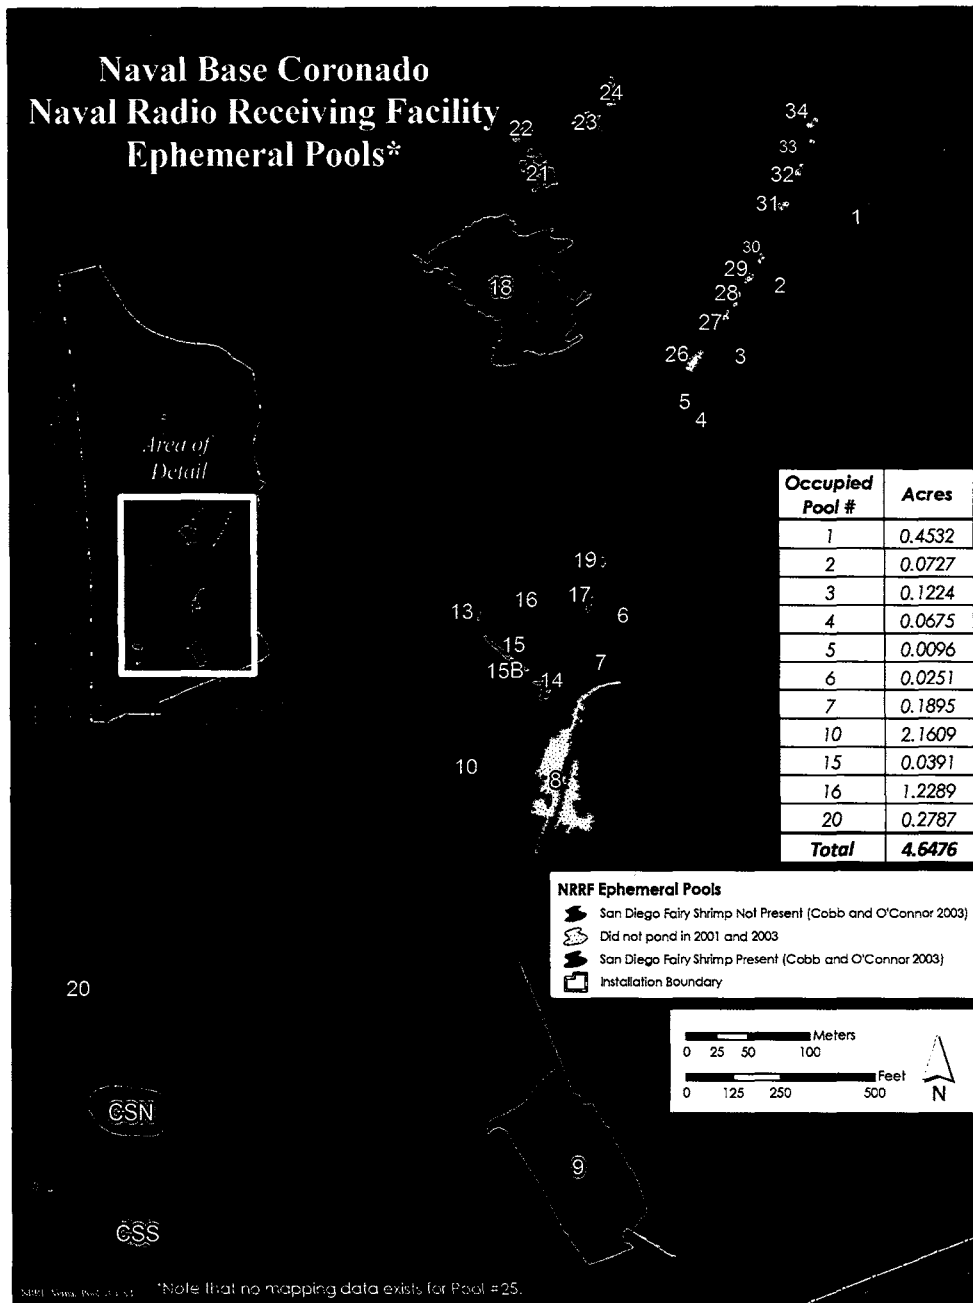 Naval Base Coronado
Naval Radio Receiving Facility
Ephemeral Pools*
24
23
22
21
34
33
32
31
1
30
29
2
28
27
18
26
3
5
4
Area of
Detail
Occupied Pool # Acres
1 0.4532
2 0.0727
3 0.1224
4 0.0675
5 0.0096
6 0.0251
7 0.1895
10 2.1609
15 0.0391
16 1.2289
20 0.2787
Total 4.6476
19
16
17
13
6
15
7
15B
14
10
8
NRRF Ephemeral Pools
San Diego Fairy Shrimp Not Present (Cobb and O'Connor 2003)
Did not pond in 2001 and 2003
San Diego Fairy Shrimp Present (Cobb and O'Connor 2003)
Installation Boundary
20
Meters
0 25 50 100
Feet
0 125 250 500
N
CSN
9
CSS
*Note that no mapping data exists for Pool #25.